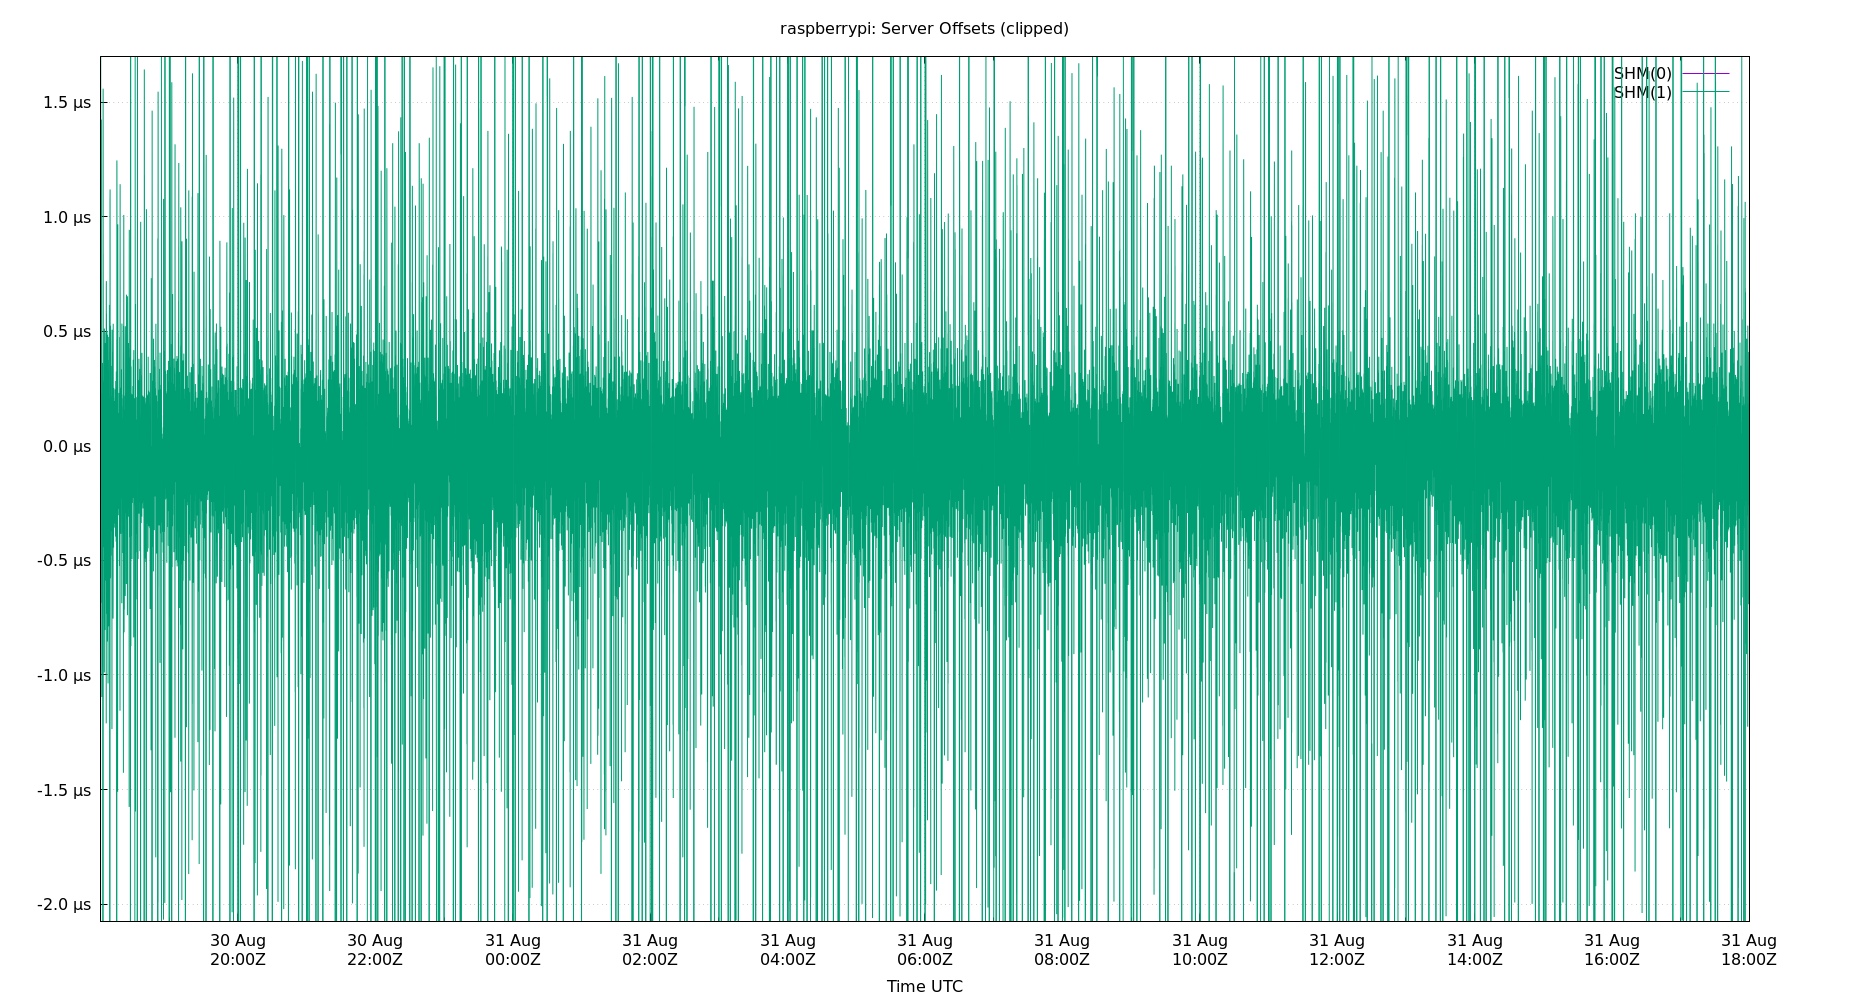 raspberrypi: Server Offsets (clipped)
SHM(0)
SHM(1)
1.5 µs
1.0 µs
0.5 µs
0.0 µs
-0.5 µs
-1.0 µs
-1.5 µs
-2.0 µs
30 Aug 30 Aug 31 Aug 31 Aug 31 Aug 31 Aug 31 Aug 31 Aug 31 Aug 31 Aug 31 Aug 31 Aug
20:00Z 22:00Z 00:00Z 02:00Z 04:00Z 06:00Z 08:00Z 10:00Z 12:00Z 14:00Z 16:00Z 18:00Z
Time UTC